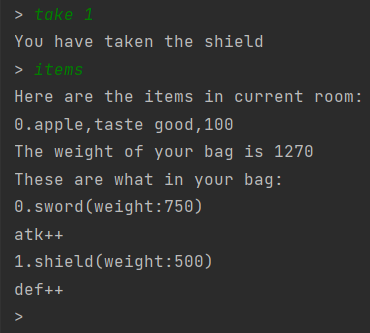 > take 1
You have taken the shield
> items
Here are the items in current room:
0.apple,taste good,100
The weight of your bag is 1270
These are what in your bag:
0.sword(weight:750)
atk++
1.shield(weight:500)
def++
>